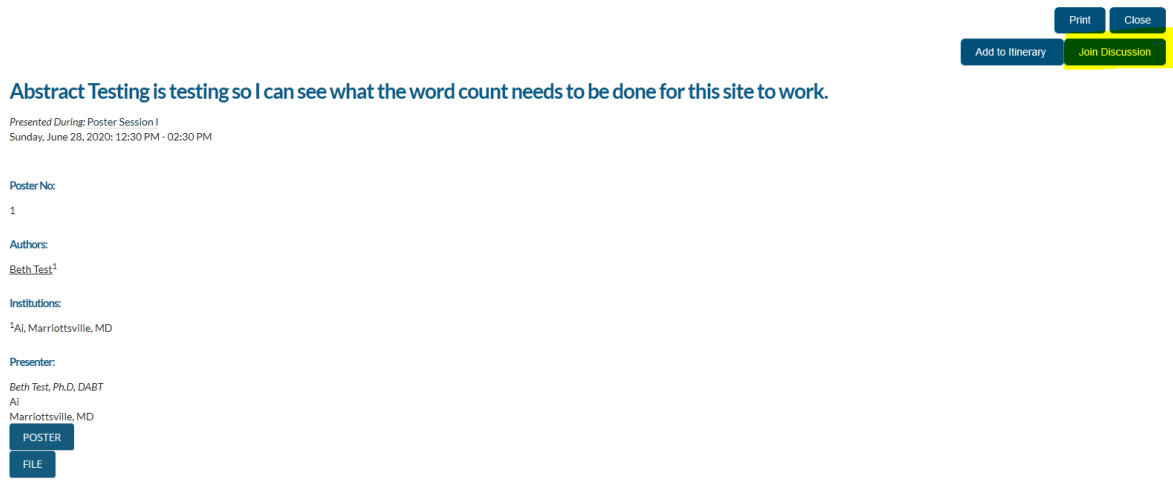 Print Close
Add to Itinerary Join Discussion
Abstract Testing is testing so I can see what the word count needs to be done for this site to work.
Presented During: Poster Session I
Sunday, June 28, 2020: 12:30 PM - 02:30 PM
Poster No:
1
Authors:
Beth Test¹
Institutions:
¹Ai, Marriottsville, MD
Presenter:
Beth Test, Ph.D, DABT
Ai
Marriottsville, MD
POSTER
FILE